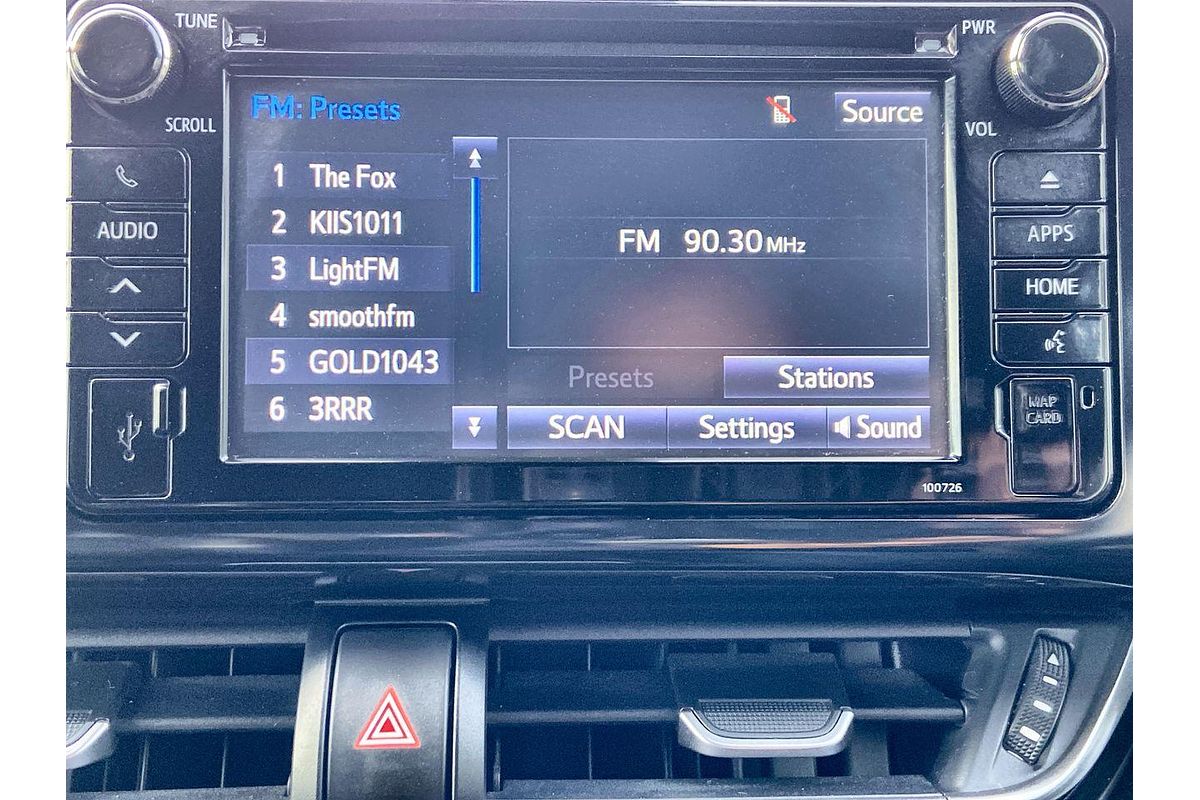 TUNE
PWR
SCROLL
VOL
FM: Presets
Source
1 The Fox
2 KIIS1011
3 LightFM
4 smoothfm
5 GOLD1043
6 3RRR
FM 90.30 MHz
Presets
Stations
SCAN
Settings
Sound
AUDIO
APPS
HOME
MAP
CARD
100726